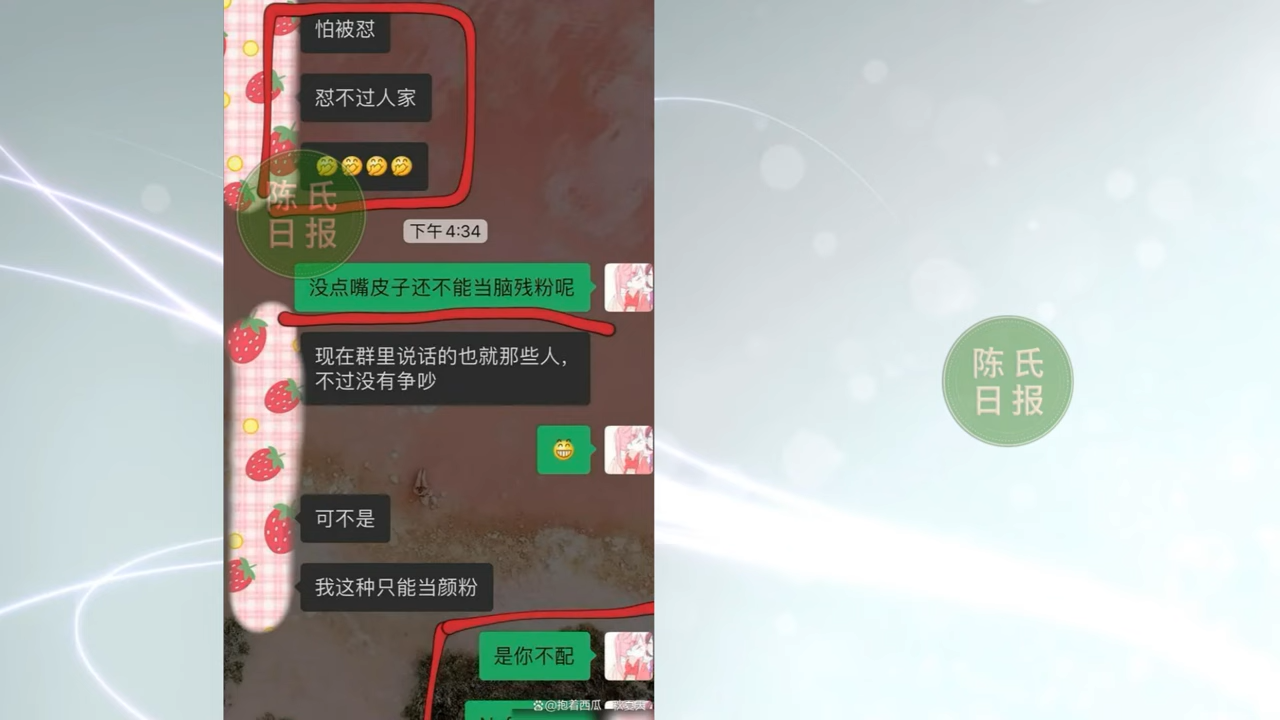 怕被怼
怼不过人家
陈氏
日报
下午4:34
没点嘴皮子还不能当脑残粉呢
现在群里说话的也就那些人，
不过没有争吵
陈氏
日报
可不是
我这种只能当颜粉
是你不配
@抱着西瓜